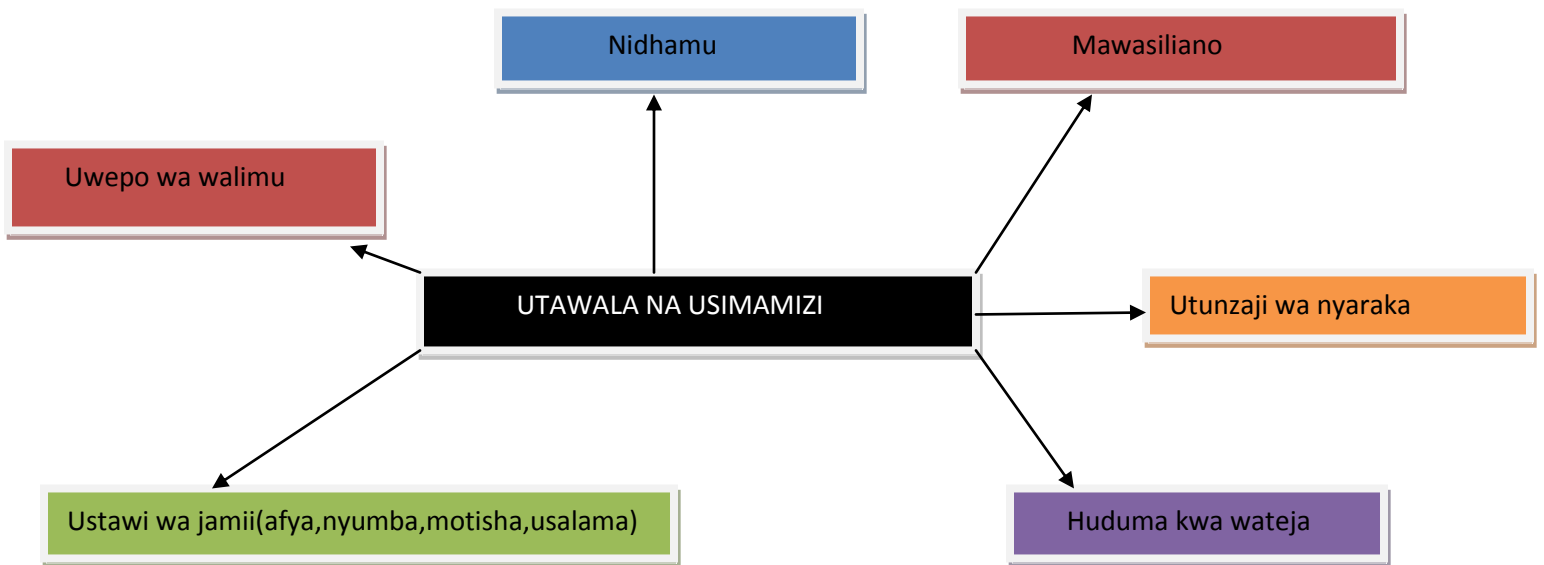 Nidhamu
Mawasiliano
Uwepo wa walimu
UTAWALA NA USIMAMIZI
Utunzaji wa nyaraka
Ustawi wa jamii(afya,nyumba,motisha,usalama)
Huduma kwa wateja